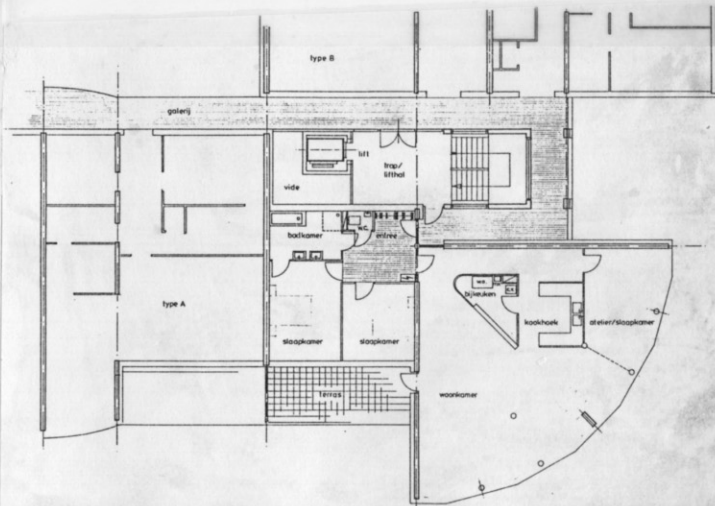 type B
galerij
lift
trap/
lifthal
vide
w.c.
badkamer
entree
w.c.
bijkeuken
type A
kookhoek
atelier/slaapkamer
slaapkamer
slaapkamer
terras
woonkamer